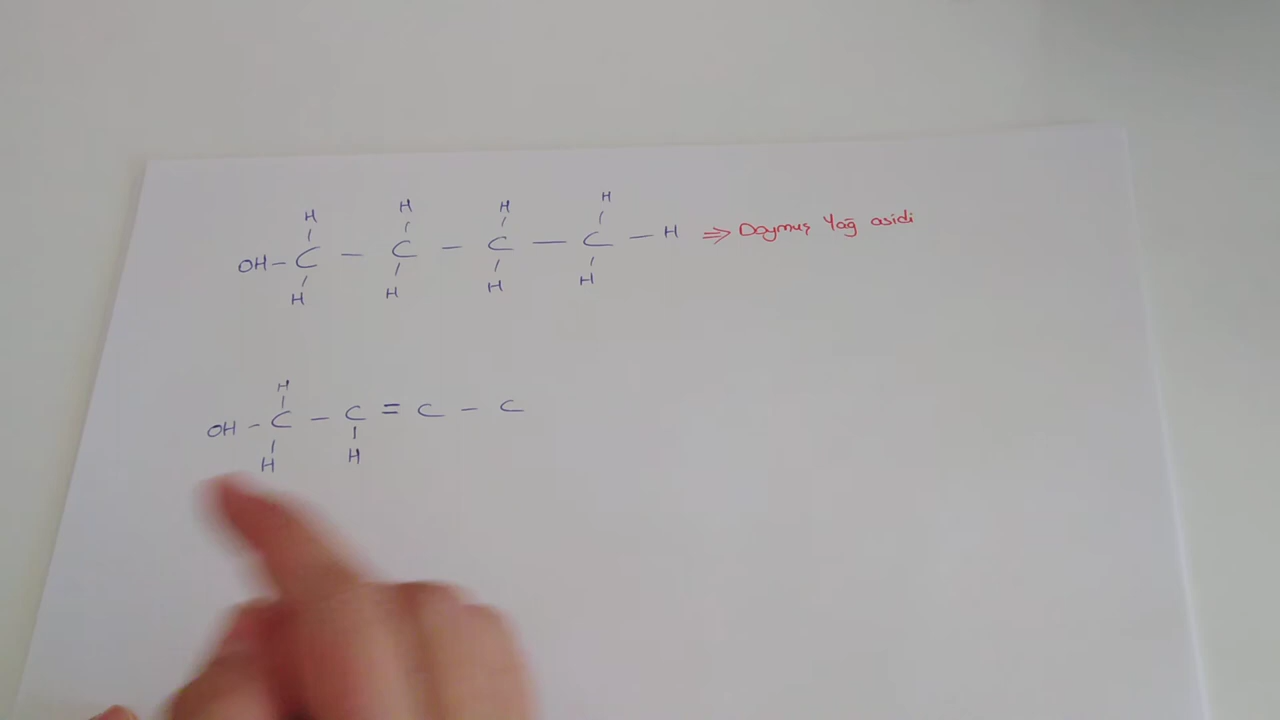 H H H H
OH - C - C - C - C - H ⇒ Doymuş Yağ asidi
H H H H
H
OH - C - C = C - C
H H